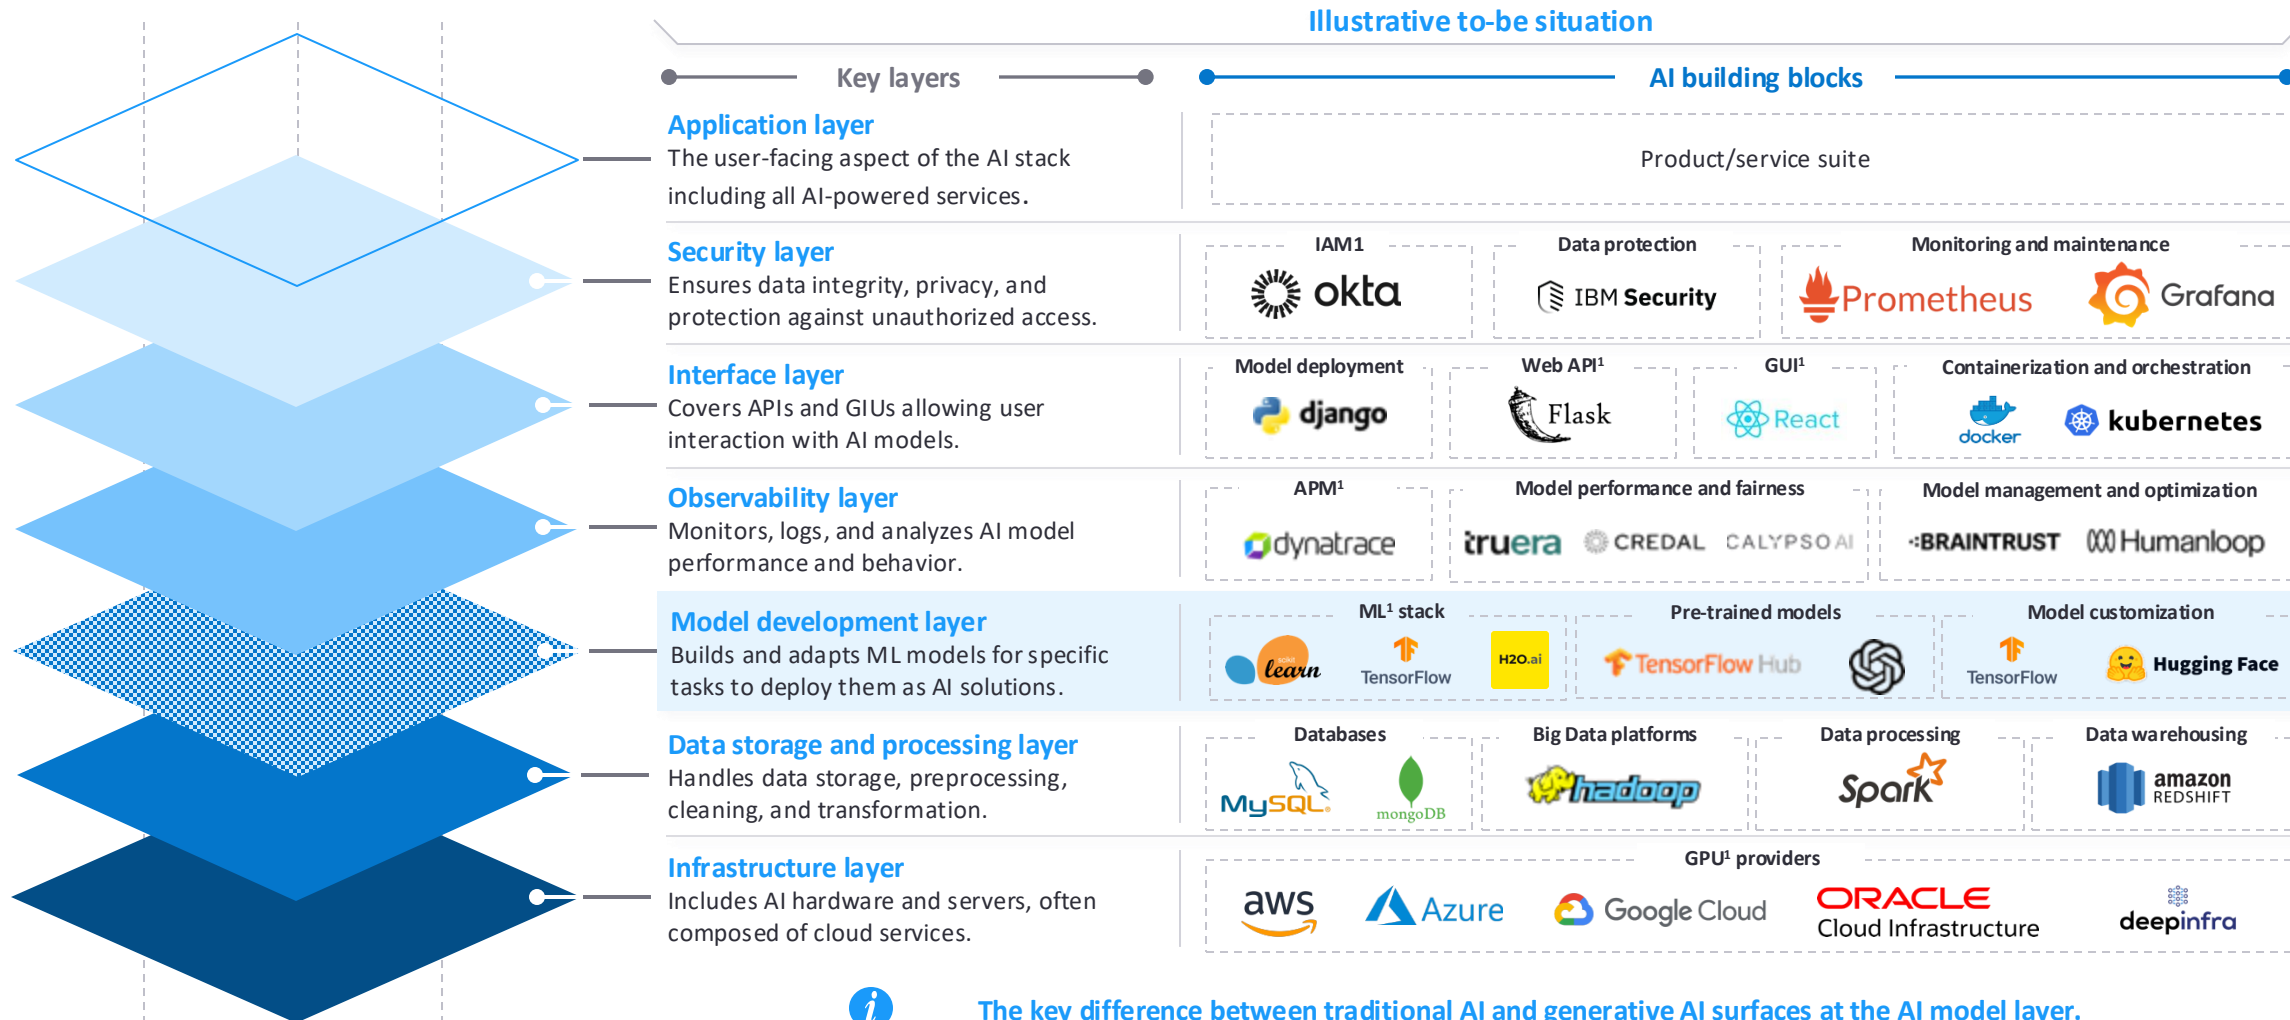 Illustrative to-be situation
Key layers
AI building blocks
Application layer
The user-facing aspect of the AI stack
including all AI-powered services.
Product/service suite
Security layer
Ensures data integrity, privacy, and
protection against unauthorized access.
IAM1
okta
Data protection
IBM Security
Monitoring and maintenance
Prometheus
Grafana
Interface layer
Covers APIs and GIUs allowing user
interaction with AI models.
Model deployment
django
Web API¹
Flask
GUI¹
React
Containerization and orchestration
docker
kubernetes
Observability layer
Monitors, logs, and analyzes AI model
performance and behavior.
APM¹
dynatrace
Model performance and fairness
truera
CREDAL
CALYPSOAI
Model management and optimization
BRAINTRUST
Humanloop
Model development layer
Builds and adapts ML models for specific
tasks to deploy them as AI solutions.
ML¹ stack
scikit
learn
TensorFlow
H2O.ai
Pre-trained models
TensorFlow Hub
Model customization
TensorFlow
Hugging Face
Data storage and processing layer
Handles data storage, preprocessing,
cleaning, and transformation.
Databases
MySQL®
mongoDB
Big Data platforms
hadoop
Data processing
Spark
Data warehousing
amazon
REDSHIFT
Infrastructure layer
Includes AI hardware and servers, often
composed of cloud services.
GPU¹ providers
aws
Azure
Google Cloud
ORACLE
Cloud Infrastructure
deepinfra
i
The key difference between traditional AI and generative AI surfaces at the AI model layer.